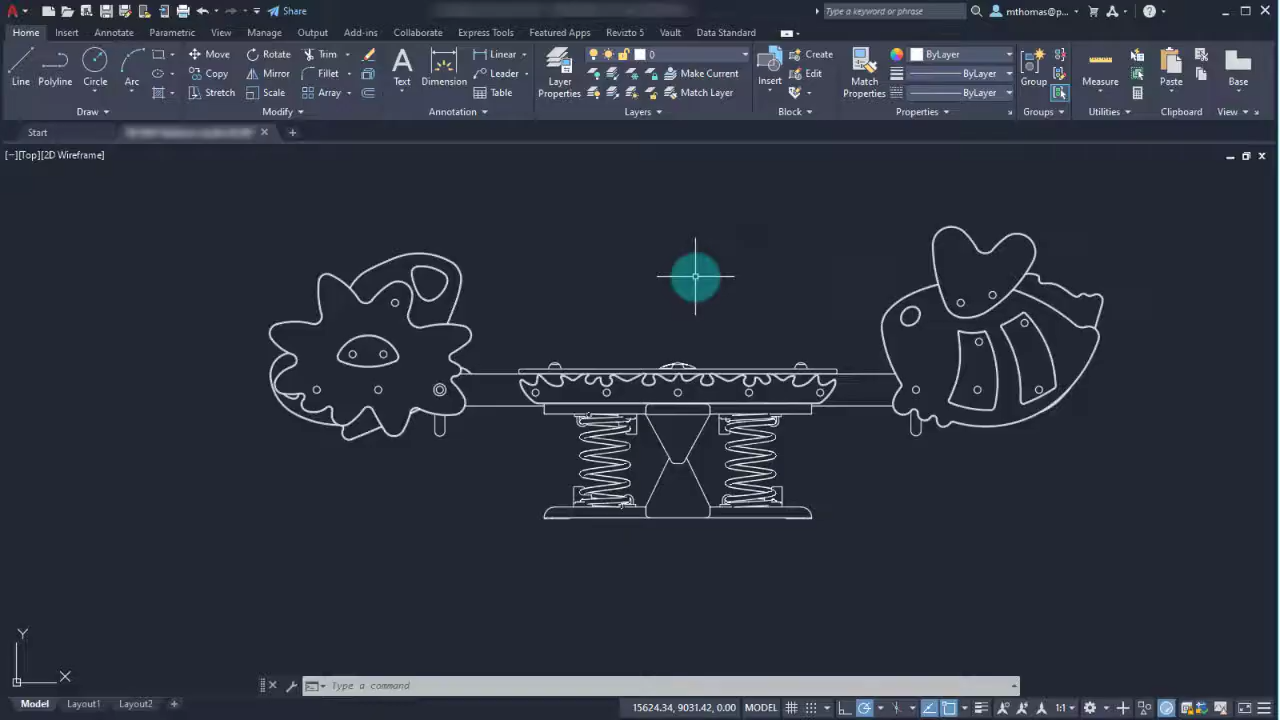 Share
Type a keyword or phrase
mthomas@p...
Home Insert Annotate Parametric View Manage Output Add-ins Collaborate Express Tools Featured Apps Revizto 5 Vault Data Standard
Line
Polyline
Circle
Arc
Move
Copy
Stretch
Rotate
Mirror
Scale
Trim
Fillet
Array
Text
Dimension
Linear
Leader
Table
Layer
Properties
0
Make Current
Match Layer
Insert
Create
Edit
Match
Properties
ByLayer
ByLayer
ByLayer
Group
Measure
Paste
Base
Draw Modify Annotation Layers Block Properties Groups Utilities Clipboard View
Start
[−][Top][2D Wireframe]
Y
X
Type a command
Model Layout1 Layout2
15624.34, 9031.42, 0.00 MODEL 1:1